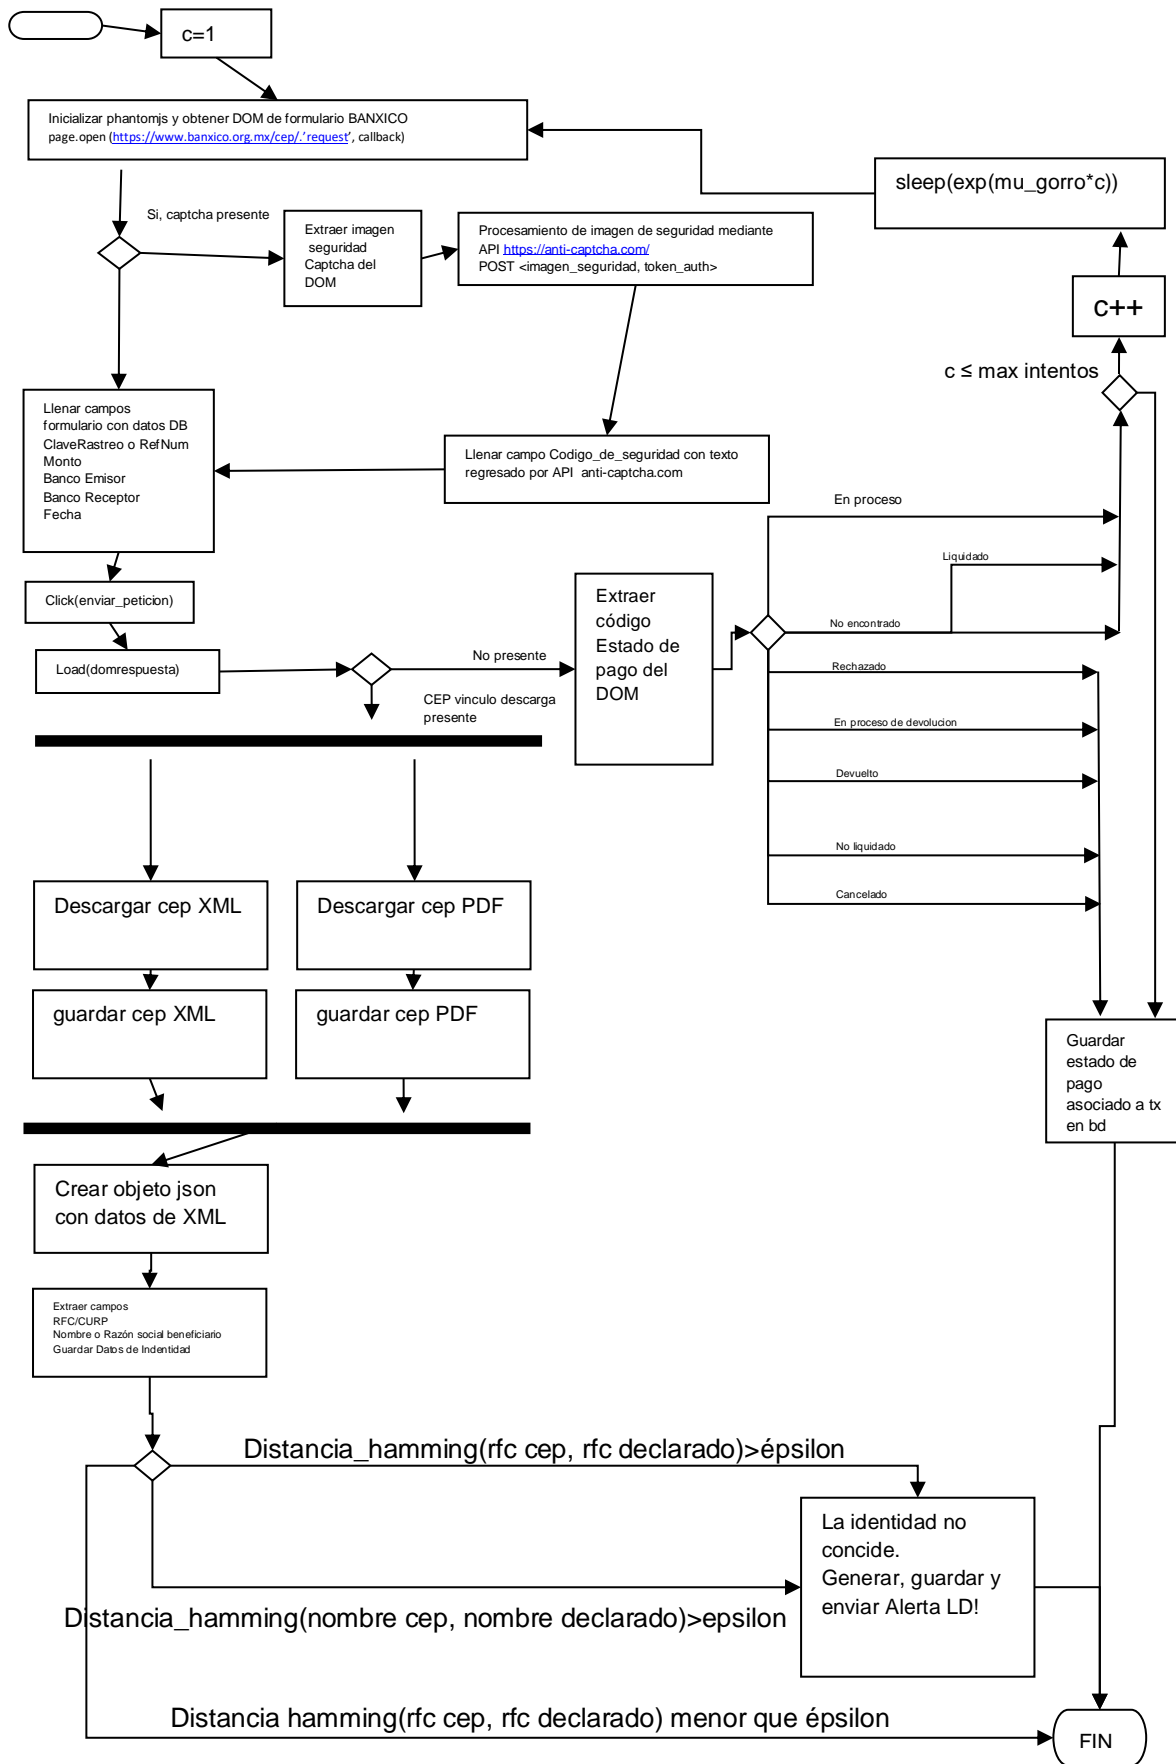 c=1
Inicializar phantomjs y obtener DOM de formulario BANXICO
page.open (https://www.banxico.org.mx/cep/.'request', callback)
sleep(exp(mu_gorro*c))
Si, captcha presente
Extraer imagen
seguridad
Captcha del
DOM
Procesamiento de imagen de seguridad mediante
API https://anti-captcha.com/
POST <imagen_seguridad, token_auth>
c++
c ≤ max intentos
Llenar campos
formulario con datos DB
ClaveRastreo o RefNum
Monto
Banco Emisor
Banco Receptor
Fecha
Llenar campo Codigo_de_seguridad con texto
regresado por API  anti-captcha.com
En proceso
Liquidado
No encontrado
Rechazado
En proceso de devolucion
Devuelto
No liquidado
Cancelado
Click(enviar_peticion)
Load(domrespuesta)
No presente
Extraer
código
Estado de
pago del
DOM
CEP vinculo descarga
presente
Descargar cep XML
Descargar cep PDF
guardar cep XML
guardar cep PDF
Guardar
estado de
pago
asociado a tx
en bd
Crear objeto json
con datos de XML
Extraer campos
RFC/CURP
Nombre o Razón social beneficiario
Guardar Datos de Indentidad
Distancia_hamming(rfc cep, rfc declarado)>épsilon
La identidad no
concide.
Generar, guardar y
enviar Alerta LD!
Distancia_hamming(nombre cep, nombre declarado)>epsilon
Distancia hamming(rfc cep, rfc declarado) menor que épsilon
FIN